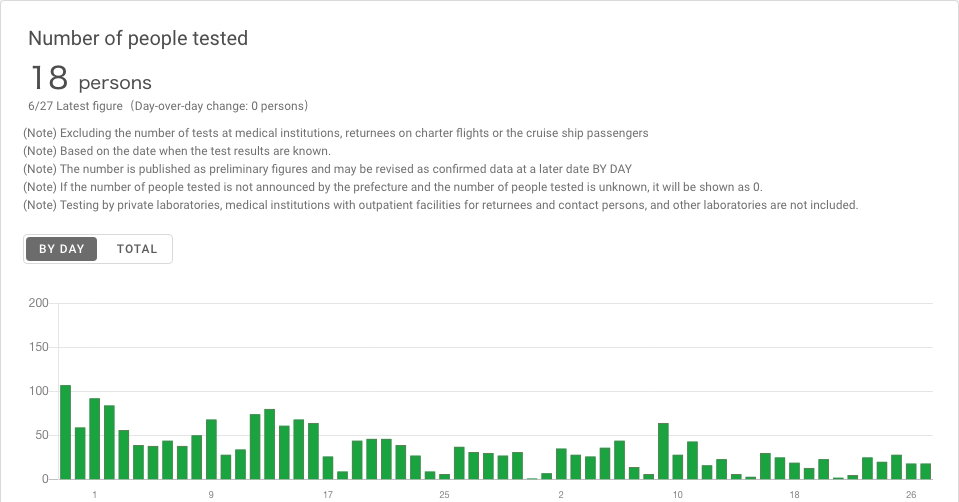 Number of people tested
18 persons
6/27 Latest figure（Day-over-day change: 0 persons）
(Note) Excluding the number of tests at medical institutions, returnees on charter flights or the cruise ship passengers
(Note) Based on the date when the test results are known.
(Note) The number is published as preliminary figures and may be revised as confirmed data at a later date BY DAY
(Note) If the number of people tested is not announced by the prefecture and the number of people tested is unknown, it will be shown as 0.
(Note) Testing by private laboratories, medical institutions with outpatient facilities for returnees and contact persons, and other laboratories are not included.
BY DAY TOTAL
200
150
100
50
0
1 9 17 25 2 10 18 26